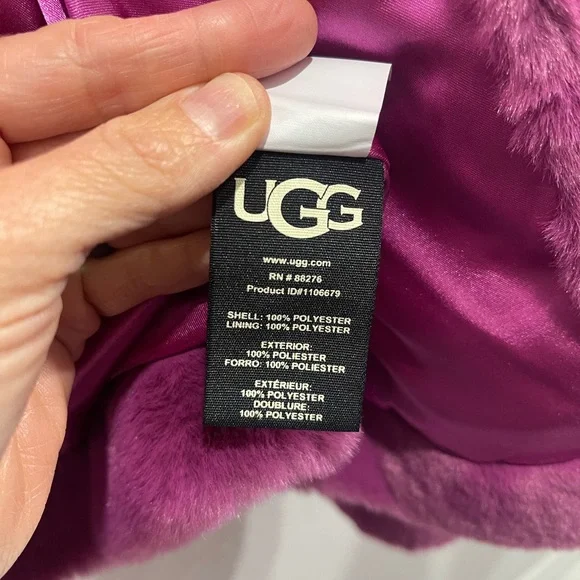 UGG
www.ugg.com
RN # 88276
Product ID#1106679
SHELL: 100% POLYESTER
LINING: 100% POLYESTER
EXTERIOR:
100% POLIESTER
FORRO: 100% POLIESTER
EXTÉRIEUR:
100% POLYESTER
DOUBLURE:
100% POLYESTER